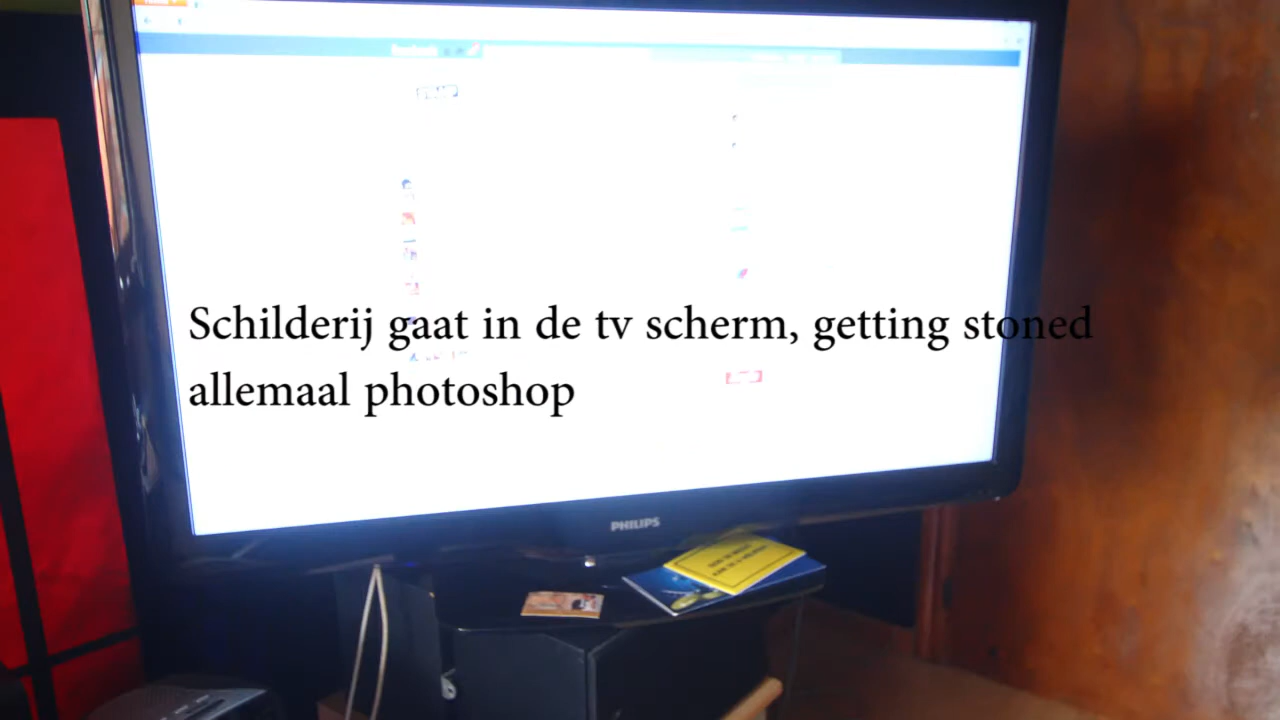 Schilderij gaat in de tv scherm, getting stoned
allemaal photoshop
PHILIPS